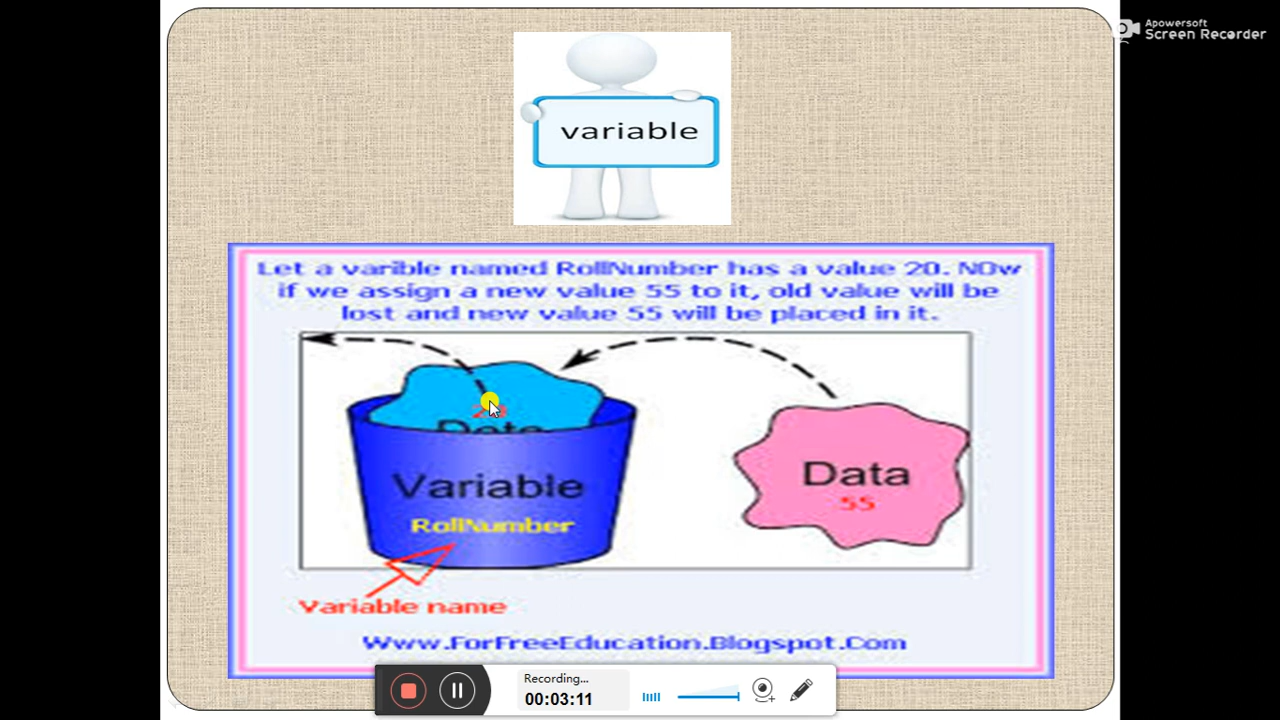 Apowersoft
Screen Recorder
variable
Let a varible named RollNumber has a value 20. NOw
if we assign a new value 55 to it, old value will be
lost and new value 55 will be placed in it.
Data
Variable
RollNumber
Data
55
Variable name
Www.ForFreeEducation.Blogspot.Com
Recording...
00:03:11